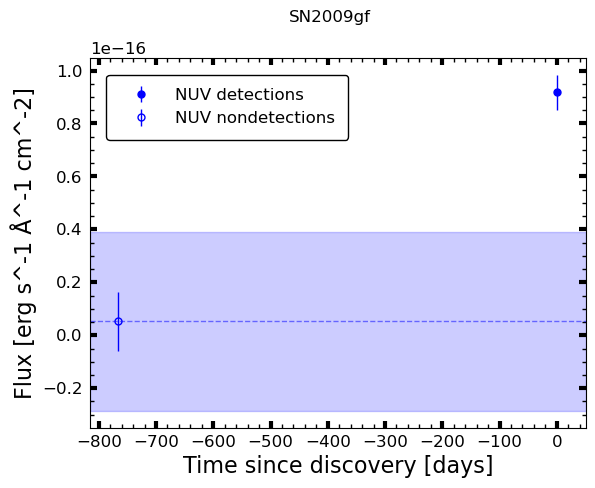 SN2009gf
1e−16
NUV detections
NUV nondetections
1.0
0.8
0.6
0.4
0.2
0.0
−0.2
Flux [erg s^-1 Å^-1 cm^-2]
−800 −700 −600 −500 −400 −300 −200 −100 0
Time since discovery [days]